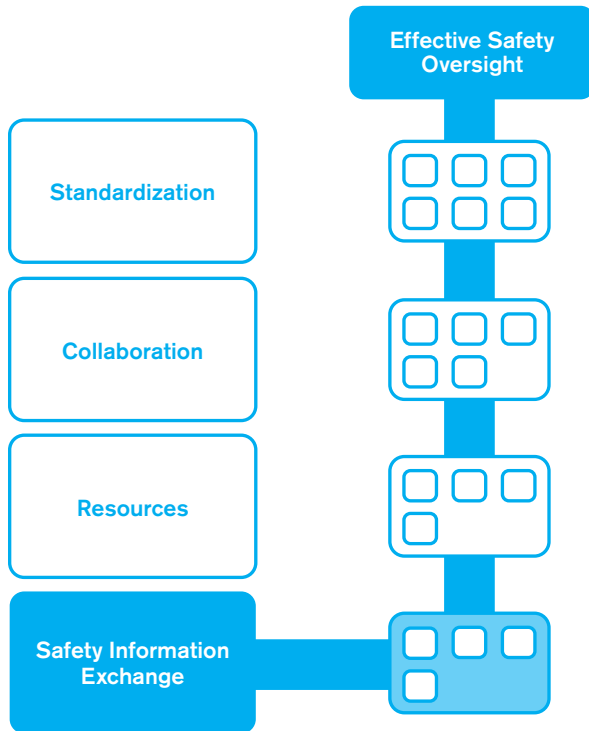 Effective Safety
Oversight
Standardization
Collaboration
Resources
Safety Information
Exchange